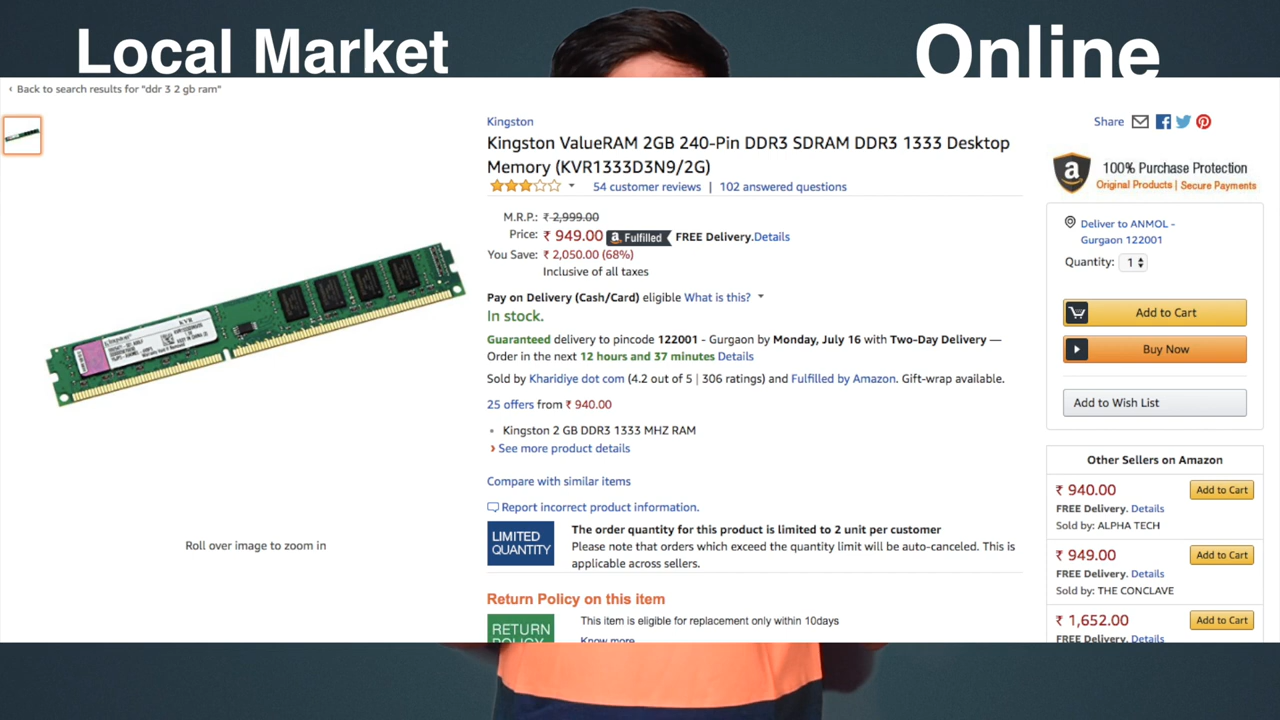 Local Market
Online
‹ Back to search results for "ddr 3 2 gb ram"
Kingston
Kingston ValueRAM 2GB 240-Pin DDR3 SDRAM DDR3 1333 Desktop
Memory (KVR1333D3N9/2G)
54 customer reviews | 102 answered questions
M.R.P.: ₹ 2,999.00
Price: ₹ 949.00 a Fulfilled FREE Delivery.Details
You Save: ₹ 2,050.00 (68%)
Inclusive of all taxes
Pay on Delivery (Cash/Card) eligible What is this?
In stock.
Guaranteed delivery to pincode 122001 - Gurgaon by Monday, July 16 with Two-Day Delivery —
Order in the next 12 hours and 37 minutes Details
Sold by Kharidiye dot com (4.2 out of 5 | 306 ratings) and Fulfilled by Amazon. Gift-wrap available.
25 offers from ₹ 940.00
Kingston 2 GB DDR3 1333 MHZ RAM
› See more product details
Compare with similar items
Report incorrect product information.
LIMITED
QUANTITY
The order quantity for this product is limited to 2 unit per customer
Please note that orders which exceed the quantity limit will be auto-canceled. This is
applicable across sellers.
Return Policy on this item
RETURN
POLICY
This item is eligible for replacement only within 10days
Know more
Roll over image to zoom in
KVR
Kingston
Share
a
100% Purchase Protection
Original Products | Secure Payments
Deliver to ANMOL -
Gurgaon 122001
Quantity: 1
Add to Cart
Buy Now
Add to Wish List
Other Sellers on Amazon
₹ 940.00 Add to Cart
FREE Delivery. Details
Sold by: ALPHA TECH
₹ 949.00 Add to Cart
FREE Delivery. Details
Sold by: THE CONCLAVE
₹ 1,652.00 Add to Cart
FREE Delivery. Details